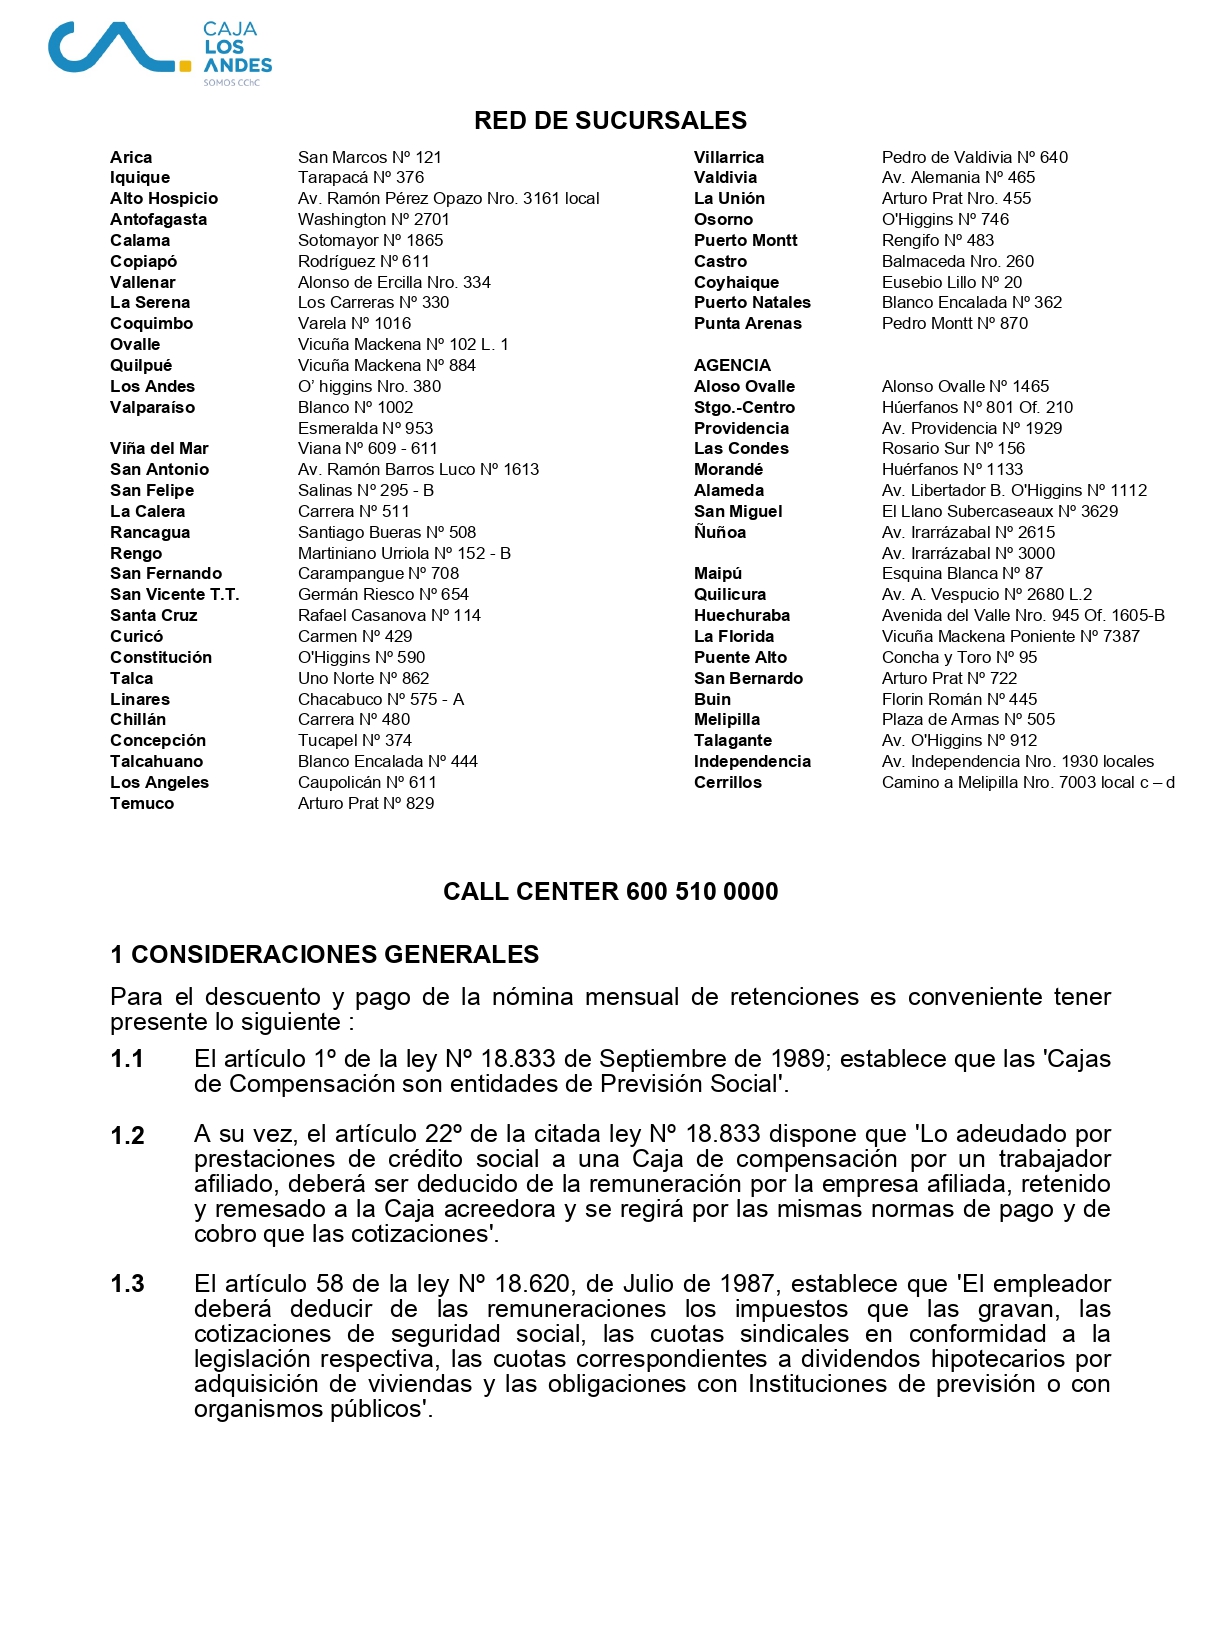 CAJA
LOS
ANDES
SOMOS CChC
RED DE SUCURSALES
Arica San Marcos Nº 121
Iquique Tarapacá Nº 376
Alto Hospicio Av. Ramón Pérez Opazo Nro. 3161 local
Antofagasta Washington Nº 2701
Calama Sotomayor Nº 1865
Copiapó Rodríguez Nº 611
Vallenar Alonso de Ercilla Nro. 334
La Serena Los Carreras Nº 330
Coquimbo Varela Nº 1016
Ovalle Vicuña Mackena Nº 102 L. 1
Quilpué Vicuña Mackena Nº 884
Los Andes O’ higgins Nro. 380
Valparaíso Blanco Nº 1002
Esmeralda Nº 953
Viña del Mar Viana Nº 609 - 611
San Antonio Av. Ramón Barros Luco Nº 1613
San Felipe Salinas Nº 295 - B
La Calera Carrera Nº 511
Rancagua Santiago Bueras Nº 508
Rengo Martiniano Urriola Nº 152 - B
San Fernando Carampangue Nº 708
San Vicente T.T. Germán Riesco Nº 654
Santa Cruz Rafael Casanova Nº 114
Curicó Carmen Nº 429
Constitución O'Higgins Nº 590
Talca Uno Norte Nº 862
Linares Chacabuco Nº 575 - A
Chillán Carrera Nº 480
Concepción Tucapel Nº 374
Talcahuano Blanco Encalada Nº 444
Los Angeles Caupolicán Nº 611
Temuco Arturo Prat Nº 829
Villarrica Pedro de Valdivia Nº 640
Valdivia Av. Alemania Nº 465
La Unión Arturo Prat Nro. 455
Osorno O'Higgins Nº 746
Puerto Montt Rengifo Nº 483
Castro Balmaceda Nro. 260
Coyhaique Eusebio Lillo Nº 20
Puerto Natales Blanco Encalada Nº 362
Punta Arenas Pedro Montt Nº 870
AGENCIA
Aloso Ovalle Alonso Ovalle Nº 1465
Stgo.-Centro Húerfanos Nº 801 Of. 210
Providencia Av. Providencia Nº 1929
Las Condes Rosario Sur Nº 156
Morandé Huérfanos Nº 1133
Alameda Av. Libertador B. O'Higgins Nº 1112
San Miguel El Llano Subercaseaux Nº 3629
Ñuñoa Av. Irarrázabal Nº 2615
Av. Irarrázabal Nº 3000
Maipú Esquina Blanca Nº 87
Quilicura Av. A. Vespucio Nº 2680 L.2
Huechuraba Avenida del Valle Nro. 945 Of. 1605-B
La Florida Vicuña Mackena Poniente Nº 7387
Puente Alto Concha y Toro Nº 95
San Bernardo Arturo Prat Nº 722
Buin Florin Román Nº 445
Melipilla Plaza de Armas Nº 505
Talagante Av. O'Higgins Nº 912
Independencia Av. Independencia Nro. 1930 locales
Cerrillos Camino a Melipilla Nro. 7003 local c – d
CALL CENTER 600 510 0000
1 CONSIDERACIONES GENERALES
Para el descuento y pago de la nómina mensual de retenciones es conveniente tener
presente lo siguiente :
1.1 El artículo 1º de la ley Nº 18.833 de Septiembre de 1989; establece que las 'Cajas
de Compensación son entidades de Previsión Social'.
1.2 A su vez, el artículo 22º de la citada ley Nº 18.833 dispone que 'Lo adeudado por
prestaciones de crédito social a una Caja de compensación por un trabajador
afiliado, deberá ser deducido de la remuneración por la empresa afiliada, retenido
y remesado a la Caja acreedora y se regirá por las mismas normas de pago y de
cobro que las cotizaciones'.
1.3 El artículo 58 de la ley Nº 18.620, de Julio de 1987, establece que 'El empleador
deberá deducir de las remuneraciones los impuestos que las gravan, las
cotizaciones de seguridad social, las cuotas sindicales en conformidad a la
legislación respectiva, las cuotas correspondientes a dividendos hipotecarios por
adquisición de viviendas y las obligaciones con Instituciones de previsión o con
organismos públicos'.